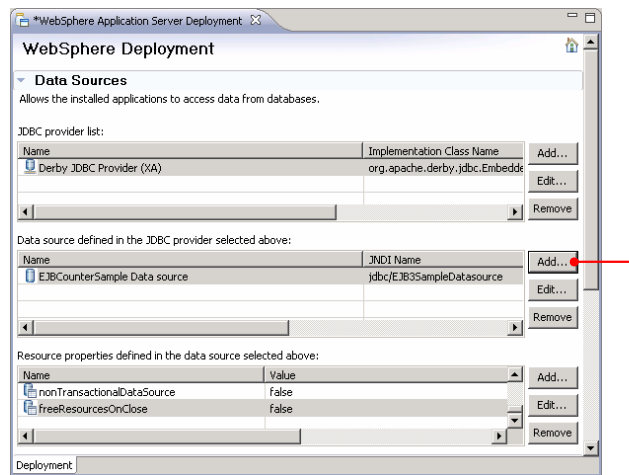 *WebSphere Application Server Deployment
WebSphere Deployment
Data Sources
Allows the installed applications to access data from databases.
JDBC provider list:
Name Implementation Class Name Add...
Derby JDBC Provider (XA) org.apache.derby.jdbc.Embedde
Edit...
Remove
Data source defined in the JDBC provider selected above:
Name JNDI Name Add...
EJBCounterSample Data source jdbc/EJB3SampleDatasource
Edit...
Remove
Resource properties defined in the data source selected above:
Name Value Add...
nonTransactionalDataSource false
freeResourcesOnClose false Edit...
Remove
Deployment